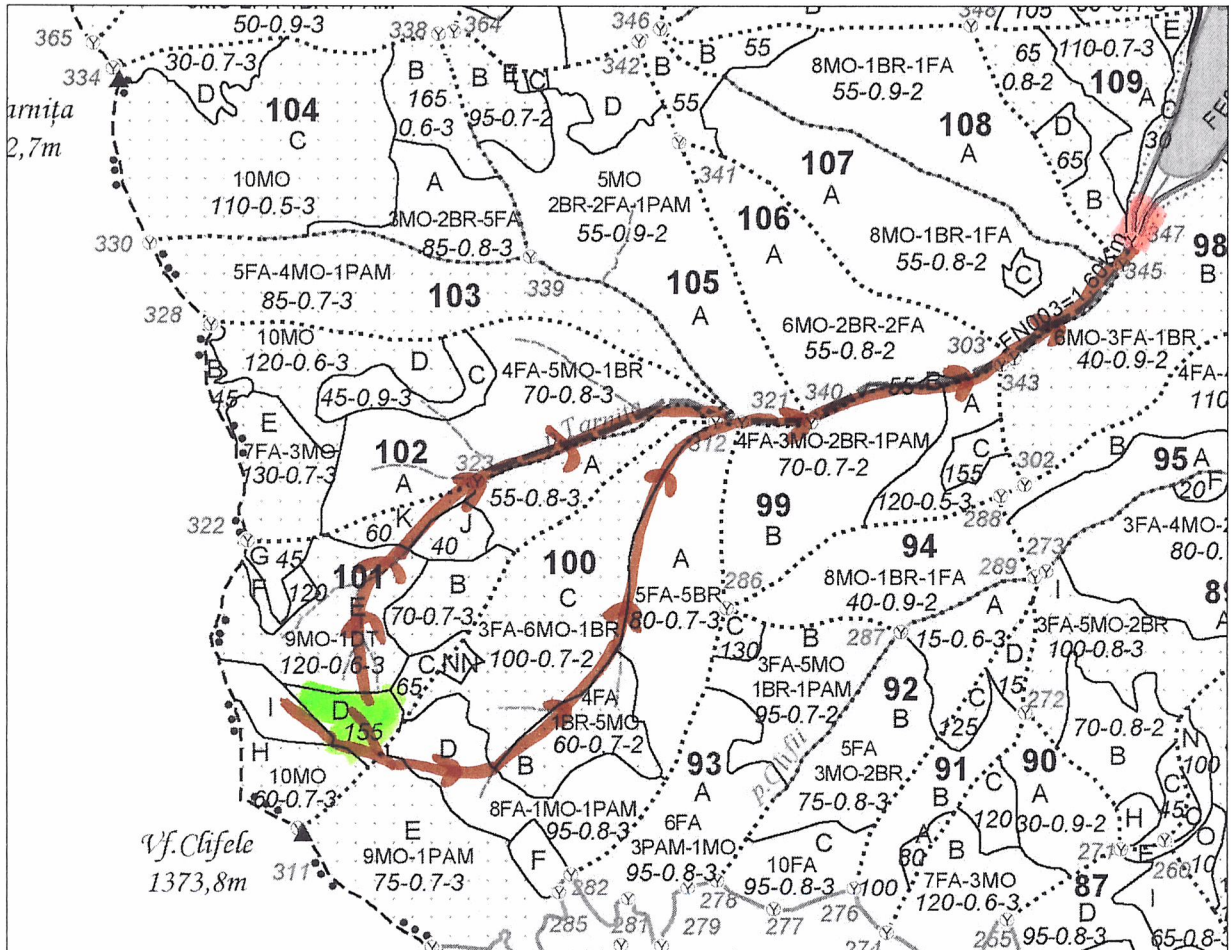 365
50-0.9-3
338
364
346
B
55
348
105
110-0.7-3
E
334
30-0.7-3
D
104
C
B
165
0.6-3
B
E
C
95-0.7-2
342
B
B
D
55
8MO-1BR-1FA
55-0.9-2
65
0.8-2
109
A
C
30
arnița
2,7m
108
A
D
65
B
341
107
A
10MO
110-0.5-3
A
3MO-2BR-5FA
85-0.8-3
5MO
2BR-2FA-1PAM
55-0.9-2
106
A
8MO-1BR-1FA
55-0.8-2
C
347
98
B
345
330
339
5FA-4MO-1PAM
85-0.7-3
103
105
A
FN003=1.60Km
328
10MO
120-0.6-3
B
45
D
C
45-0.9-3
4FA-5MO-1BR
70-0.8-3
6MO-2BR-2FA
55-0.8-2
303
6MO-3FA-1BR
40-0.9-2
343
E
7FA-3MO
130-0.7-3
321
340
55
B
A
4FA-
110
102
A
323
p.Tarnița
312
A
55-0.8-3
4FA-3MO-2BR-1PAM
70-0.7-2
C
155
120-0.5-3
302
288
B
95
A
20
F
322
K
60
J
40
99
B
3FA-4MO-
80-0.
G
45
F
120
101
E
B
70-0.7-3
100
C
A
94
8MO-1BR-1FA
40-0.9-2
289
273
I
286
5FA-5BR
80-0.7-3
9MO-1DT
120-0.6-3
3FA-6MO-1BR
100-0.7-2
C
65
NN
C
130
B
287
A
15-0.6-3
3FA-5MO-2BR
100-0.8-3
A
D
15
3FA-5MO
1BR-1PAM
95-0.7-2
92
B
C
125
272
I
D
155
H
4FA
1BR-5MO
60-0.7-2
70-0.8-2
B
N
100
10MO
60-0.7-3
D
B
93
A
p.Clifii
5FA
3MO-2BR
75-0.8-3
91
B
C
120
90
A
30-0.9-2
C
45
H
O
O
Vf.Clifele
1373,8m
311
8FA-1MO-1PAM
95-0.8-3
E
9MO-1PAM
75-0.7-3
F
6FA
3PAM-1MO
95-0.8-3
C
10FA
95-0.8-3
A
80
B
271
E
260
10
282
285
281
278
279
277
276
100
7FA-3MO
120-0.6-3
87
D
95-0.8-3
I
65-0.8-
265
274